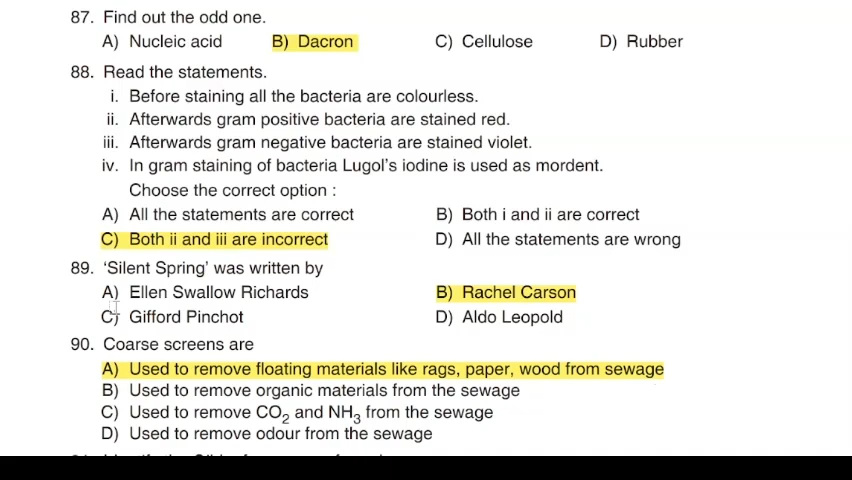 87. Find out the odd one.
A) Nucleic acid B) Dacron C) Cellulose D) Rubber
88. Read the statements.
i. Before staining all the bacteria are colourless.
ii. Afterwards gram positive bacteria are stained red.
iii. Afterwards gram negative bacteria are stained violet.
iv. In gram staining of bacteria Lugol's iodine is used as mordent.
Choose the correct option :
A) All the statements are correct B) Both i and ii are correct
C) Both ii and iii are incorrect D) All the statements are wrong
89. ‘Silent Spring’ was written by
A) Ellen Swallow Richards B) Rachel Carson
C) Gifford Pinchot D) Aldo Leopold
90. Coarse screens are
A) Used to remove floating materials like rags, paper, wood from sewage
B) Used to remove organic materials from the sewage
C) Used to remove CO2 and NH3 from the sewage
D) Used to remove odour from the sewage